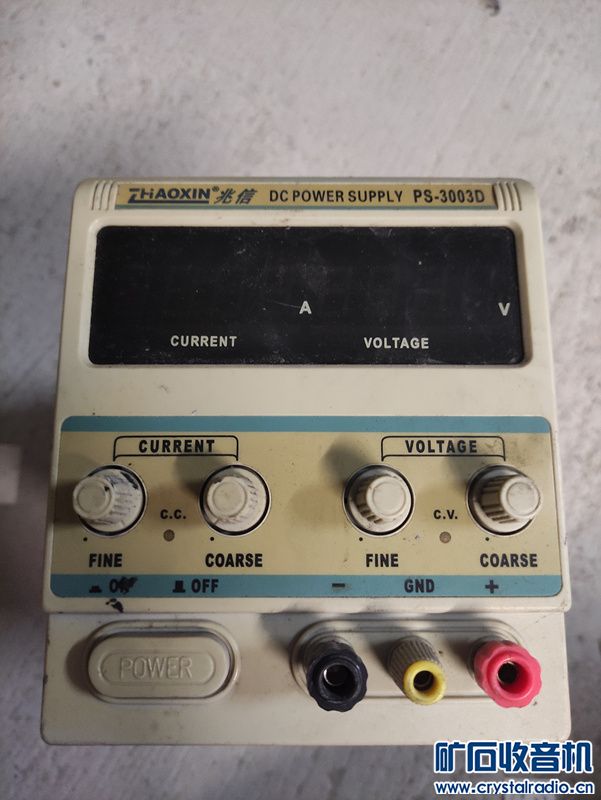 ZHAOXIN® 兆信 DC POWER SUPPLY PS-3003D
A V
CURRENT VOLTAGE
CURRENT VOLTAGE
C.C. C.V.
FINE COARSE FINE COARSE
OFF - GND +
POWER
矿石收音机
www.crystalradio.cn